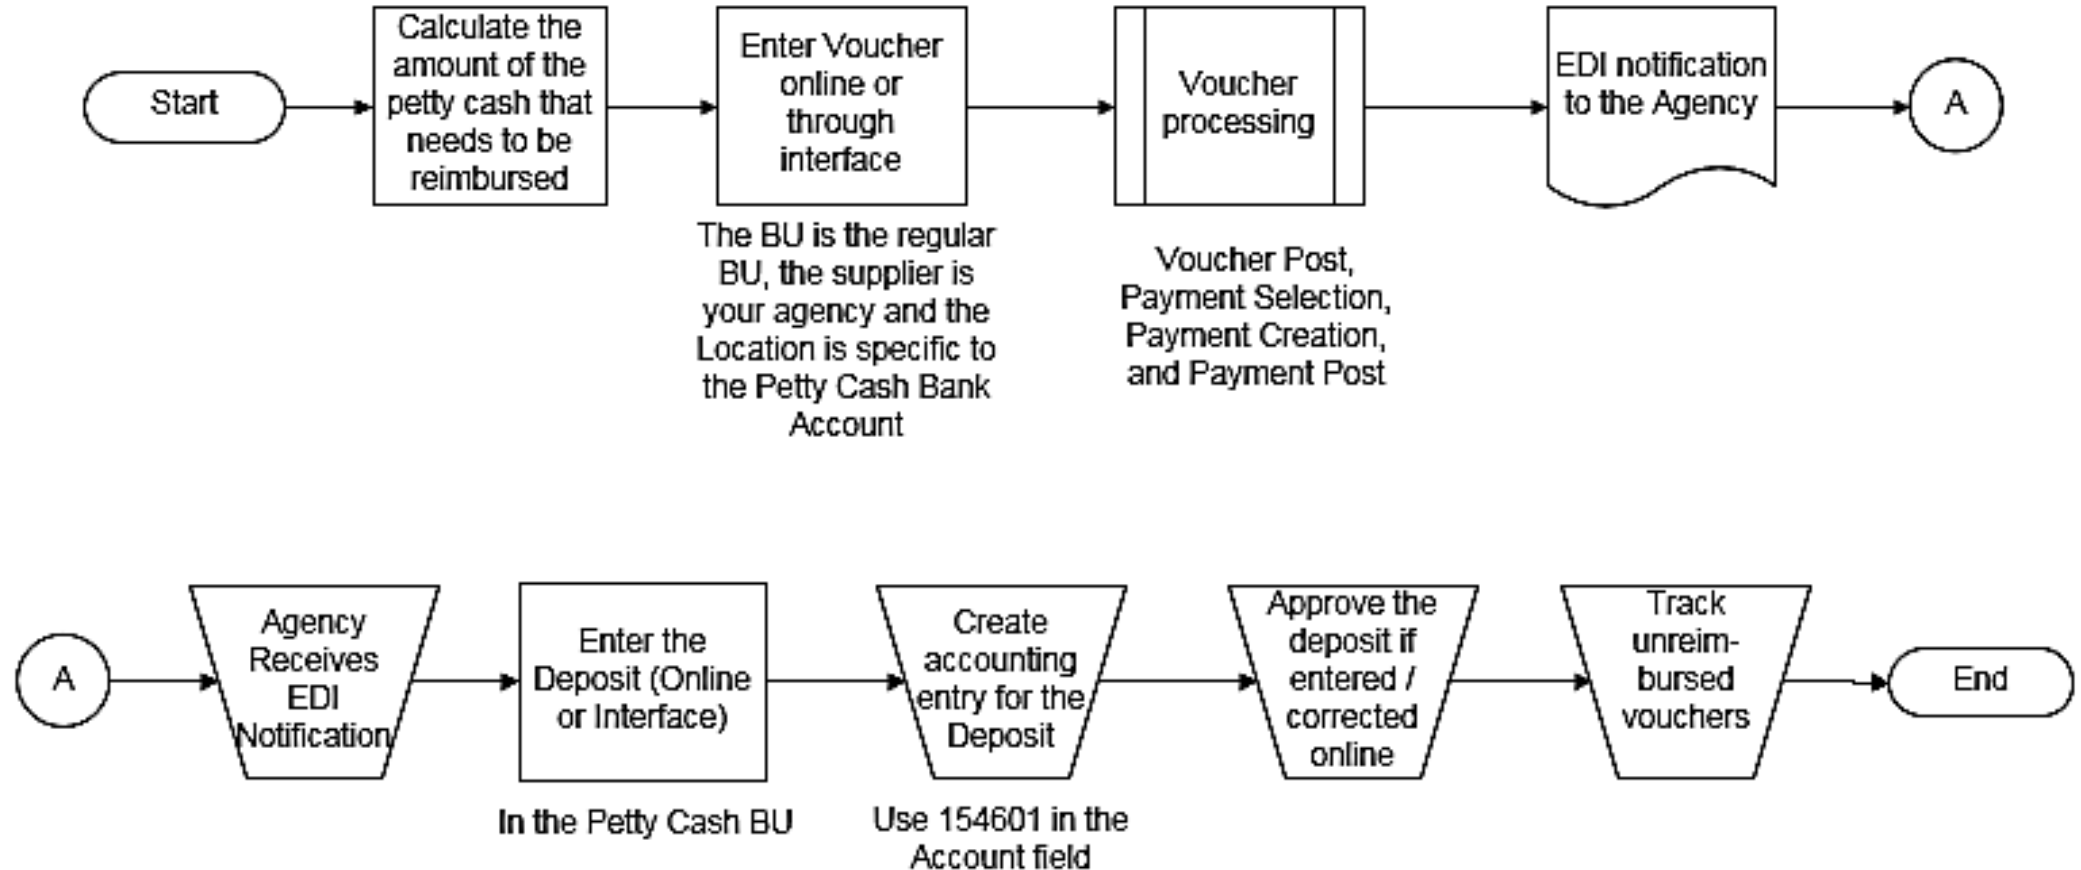 Start
Calculate the
amount of the
petty cash that
needs to be
reimbursed
Enter Voucher
online or
through
interface
The BU is the regular
BU, the supplier is
your agency and the
Location is specific to
the Petty Cash Bank
Account
Voucher
processing
Voucher Post,
Payment Selection,
Payment Creation,
and Payment Post
EDI notification
to the Agency
A
A
Agency
Receives
EDI
Notification
Enter the
Deposit (Online
or Interface)
In the Petty Cash BU
Create
accounting
entry for the
Deposit
Use 154601 in the
Account field
Approve the
deposit if
entered /
corrected
online
Track
unreim-
bursed
vouchers
End